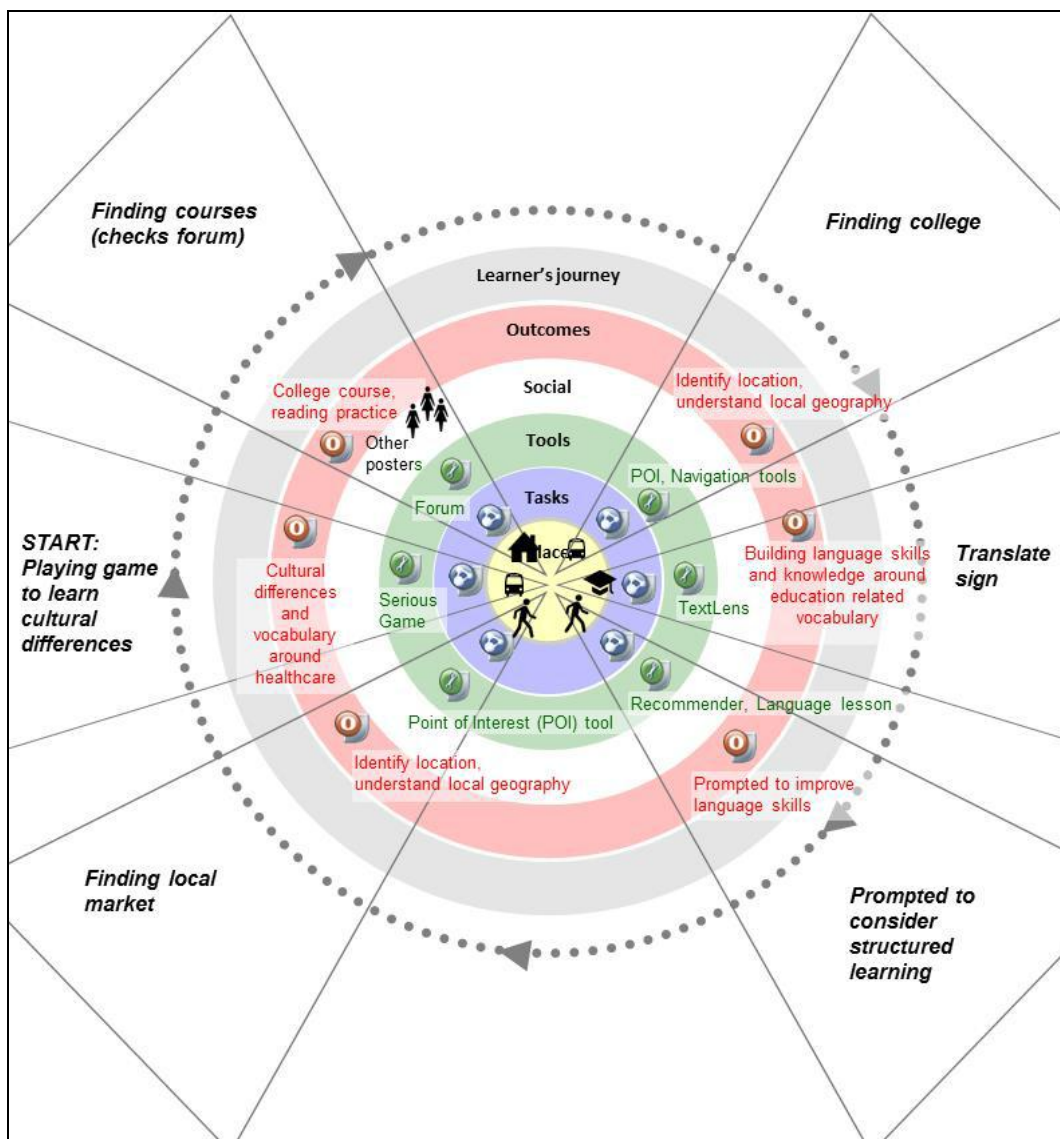 Finding courses
(checks forum)
Finding college
Learner's journey
Outcomes
Social
Tools
Tasks
College course,
reading practice
Other
posters
Forum
Identify location,
understand local geography
POI, Navigation tools
START:
Playing game
to learn
cultural
differences
Cultural
differences
and
vocabulary
around
healthcare
Serious
Game
TextLens
Building language skills
and knowledge around
education related
vocabulary
Translate
sign
Point of Interest (POI) tool
Recommender, Language lesson
Identify location,
understand local geography
Prompted to improve
language skills
Finding local
market
Prompted to
consider
structured
learning